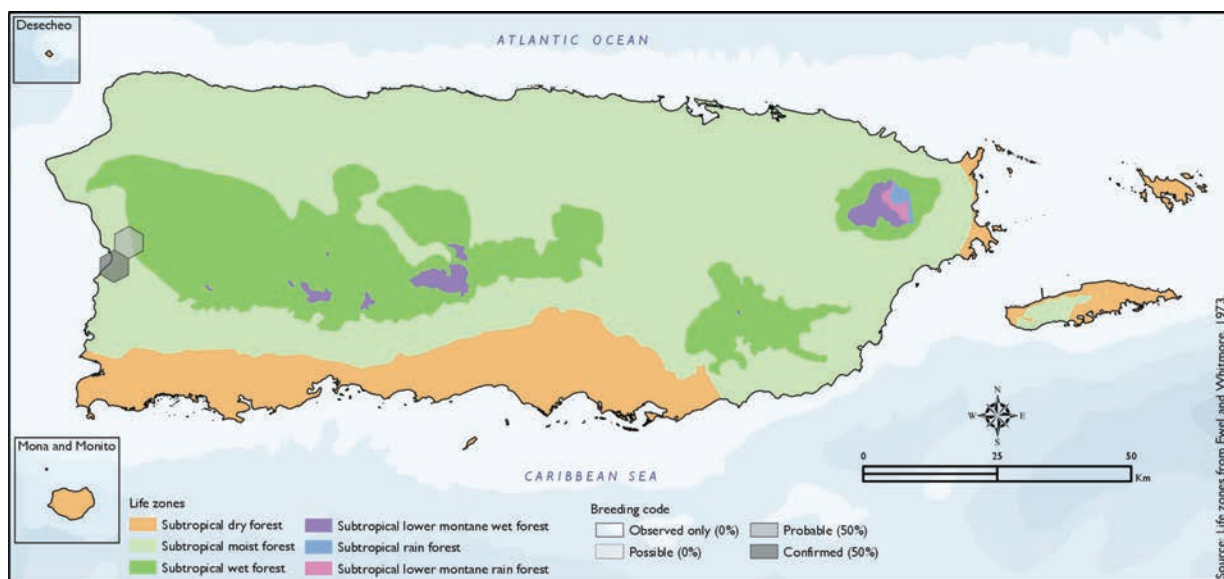 Desecheo
ATLANTIC OCEAN
Mona and Monito
CARIBBEAN SEA
N
W E
S
0 25 50
Km
Life zones
Subtropical dry forest
Subtropical moist forest
Subtropical wet forest
Subtropical lower montane wet forest
Subtropical rain forest
Subtropical lower montane rain forest
Breeding code
Observed only (0%)
Possible (0%)
Probable (50%)
Confirmed (50%)
Source: Life zones from Ewel and Whitmore, 1973